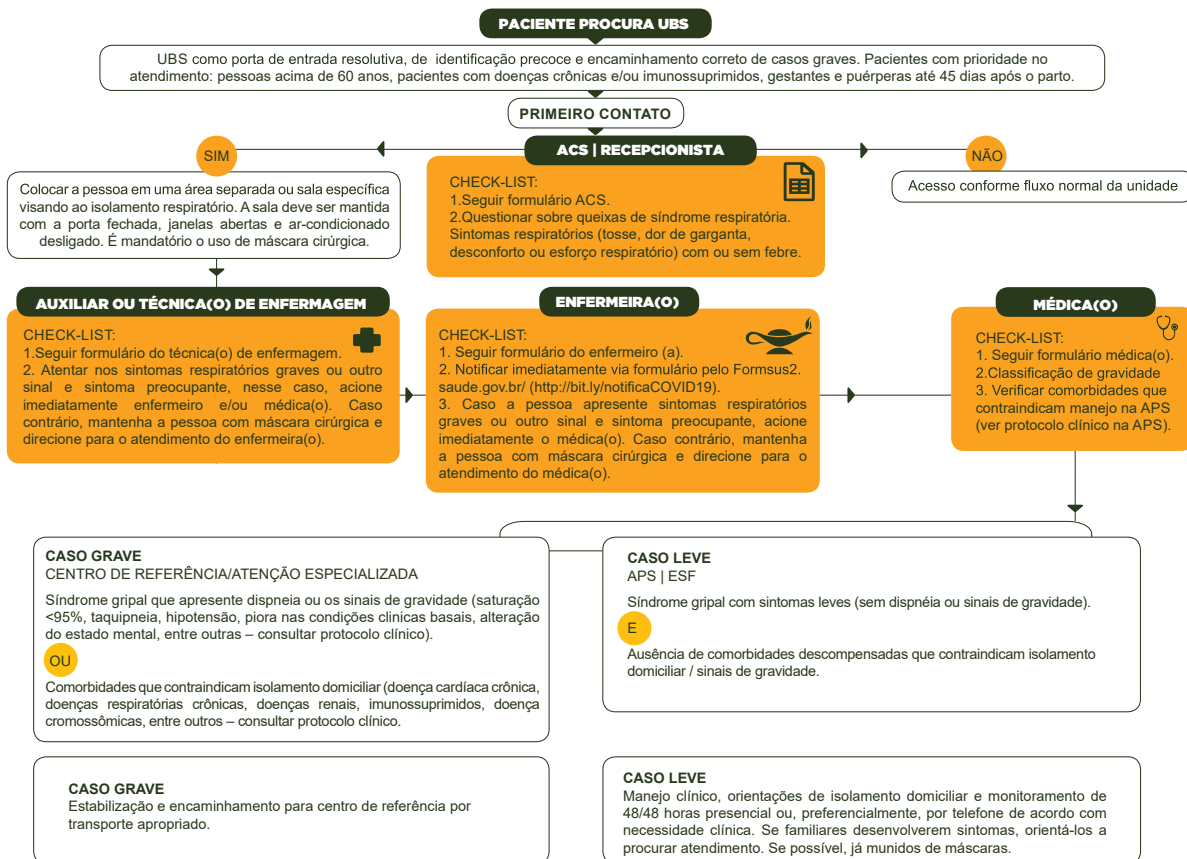 PACIENTE PROCURA UBS
UBS como porta de entrada resolutiva, de identificação precoce e encaminhamento correto de casos graves. Pacientes com prioridade no
atendimento: pessoas acima de 60 anos, pacientes com doenças crônicas e/ou imunossuprimidos, gestantes e puérperas até 45 dias após o parto.
PRIMEIRO CONTATO
SIM
ACS | RECEPCIONISTA
NÃO
Colocar a pessoa em uma área separada ou sala específica
visando ao isolamento respiratório. A sala deve ser mantida
com a porta fechada, janelas abertas e ar-condicionado
desligado. É mandatório o uso de máscara cirúrgica.
CHECK-LIST:
1.Seguir formulário ACS.
2.Questionar sobre queixas de síndrome respiratória.
Sintomas respiratórios (tosse, dor de garganta,
desconforto ou esforço respiratório) com ou sem febre.
Acesso conforme fluxo normal da unidade
AUXILIAR OU TÉCNICA(O) DE ENFERMAGEM
CHECK-LIST:
1.Seguir formulário do técnica(o) de enfermagem.
2. Atentar nos sintomas respiratórios graves ou outro
sinal e sintoma preocupante, nesse caso, acione
imediatamente enfermeiro e/ou médica(o). Caso
contrário, mantenha a pessoa com máscara cirúrgica e
direcione para o atendimento do enfermeira(o).
ENFERMEIRA(O)
CHECK-LIST:
1. Seguir formulário do enfermeiro (a).
2. Notificar imediatamente via formulário pelo Formsus2.
saude.gov.br/ (http://bit.ly/notificaCOVID19).
3. Caso a pessoa apresente sintomas respiratórios
graves ou outro sinal e sintoma preocupante, acione
imediatamente o médica(o). Caso contrário, mantenha
a pessoa com máscara cirúrgica e direcione para o
atendimento do médica(o).
MÉDICA(O)
CHECK-LIST:
1. Seguir formulário médica(o).
2.Classificação de gravidade
3. Verificar comorbidades que
contraindicam manejo na APS
(ver protocolo clínico na APS).
CASO GRAVE
CENTRO DE REFERÊNCIA/ATENÇÃO ESPECIALIZADA
Síndrome gripal que apresente dispneia ou os sinais de gravidade (saturação
<95%, taquipneia, hipotensão, piora nas condições clinicas basais, alteração
do estado mental, entre outras – consultar protocolo clínico).
OU
Comorbidades que contraindicam isolamento domiciliar (doença cardíaca crônica,
doenças respiratórias crônicas, doenças renais, imunossuprimidos, doença
cromossômicas, entre outros – consultar protocolo clínico.
CASO LEVE
APS | ESF
Síndrome gripal com sintomas leves (sem dispnéia ou sinais de gravidade).
E
Ausência de comorbidades descompensadas que contraindicam isolamento
domiciliar / sinais de gravidade.
CASO GRAVE
Estabilização e encaminhamento para centro de referência por
transporte apropriado.
CASO LEVE
Manejo clínico, orientações de isolamento domiciliar e monitoramento de
48/48 horas presencial ou, preferencialmente, por telefone de acordo com
necessidade clínica. Se familiares desenvolverem sintomas, orientá-los a
procurar atendimento. Se possível, já munidos de máscaras.